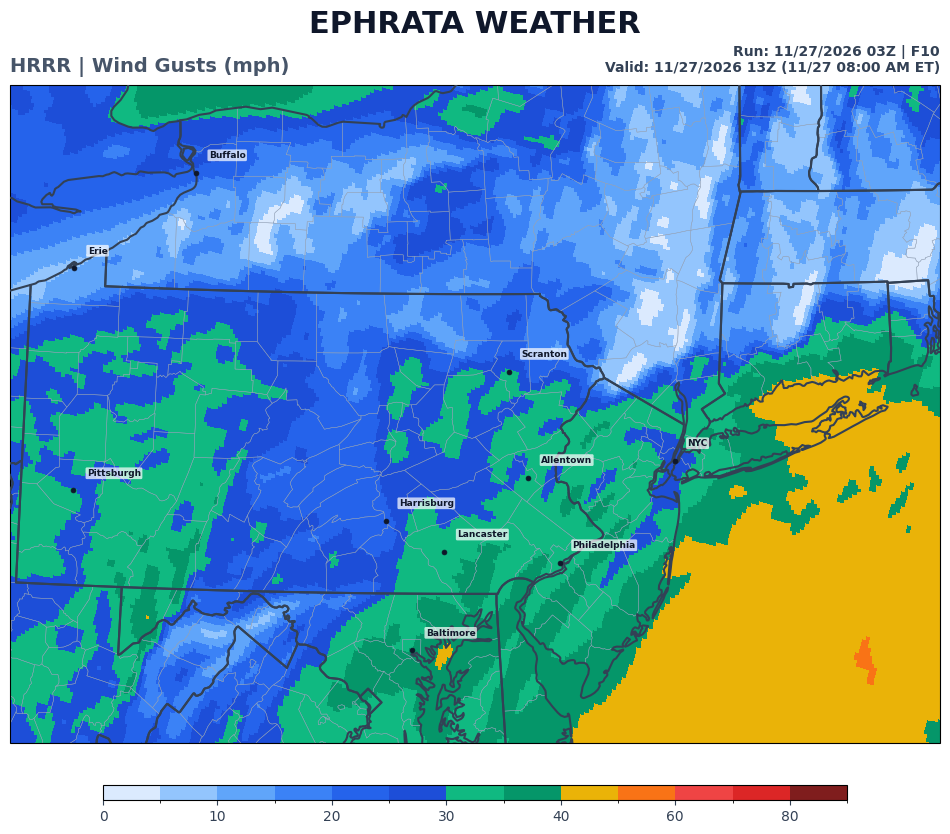 EPHRATA WEATHER
HRRR | Wind Gusts (mph)
Run: 11/27/2026 03Z | F10
Valid: 11/27/2026 13Z (11/27 08:00 AM ET)
Buffalo
Erie
Scranton
NYC
Allentown
Pittsburgh
Harrisburg
Lancaster
Philadelphia
Baltimore
0 10 20 30 40 50 60 70 80